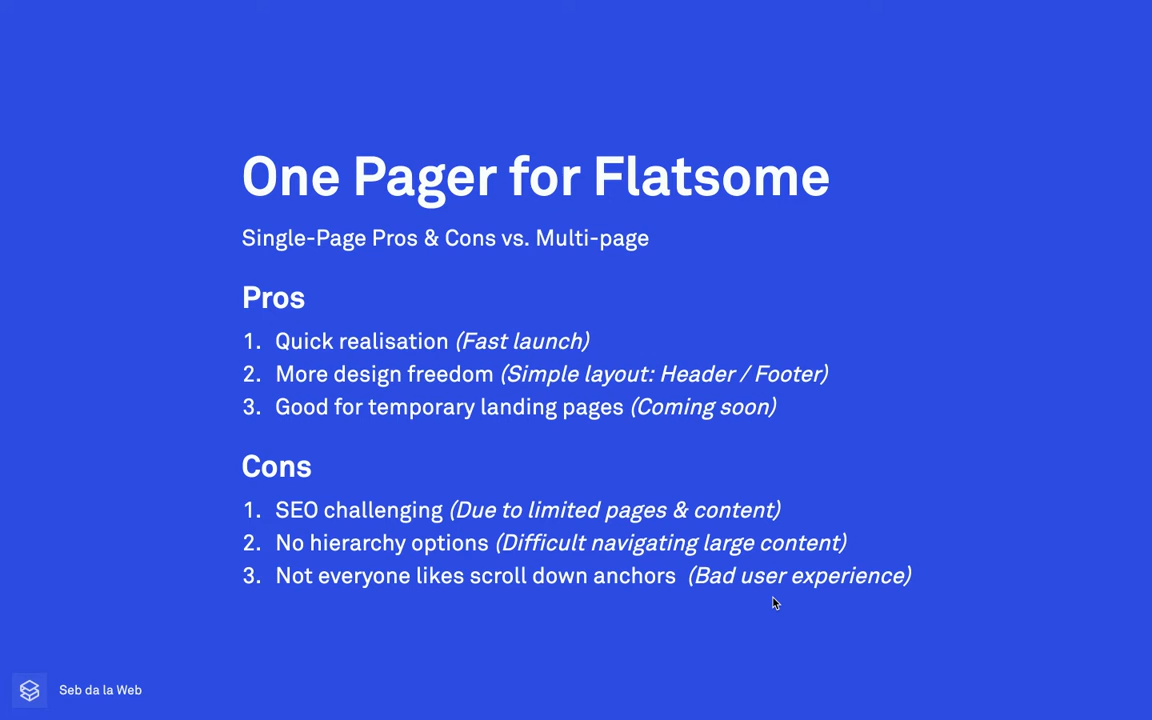 One Pager for Flatsome
Single-Page Pros & Cons vs. Multi-page
Pros
1. Quick realisation (Fast launch)
2. More design freedom (Simple layout: Header / Footer)
3. Good for temporary landing pages (Coming soon)
Cons
1. SEO challenging (Due to limited pages & content)
2. No hierarchy options (Difficult navigating large content)
3. Not everyone likes scroll down anchors (Bad user experience)
Seb da la Web